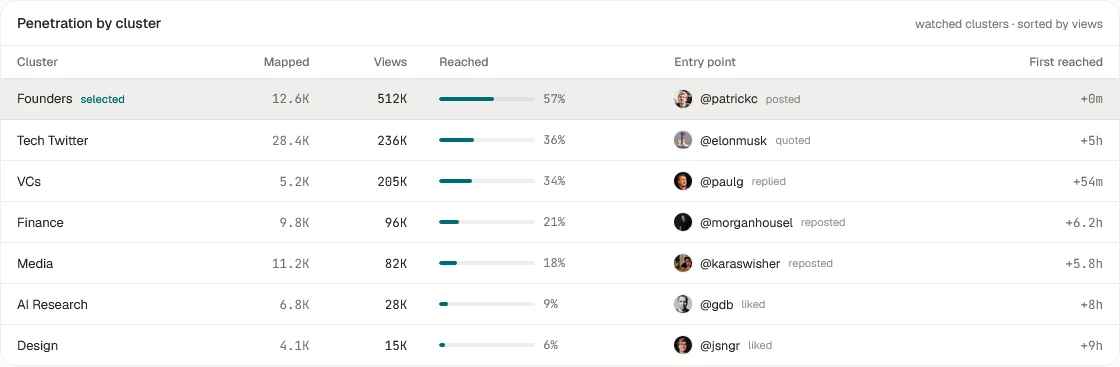 Penetration by cluster watched clusters · sorted by views
Cluster Mapped Views Reached Entry point First reached
Founders selected 12.6K 512K 57% @patrickc posted +0m
Tech Twitter 28.4K 236K 36% @elonmusk quoted +5h
VCs 5.2K 205K 34% @paulg replied +54m
Finance 9.8K 96K 21% @morganhousel reposted +6.2h
Media 11.2K 82K 18% @karaswisher reposted +5.8h
AI Research 6.8K 28K 9% @gdb liked +8h
Design 4.1K 15K 6% @jsngr liked +9h